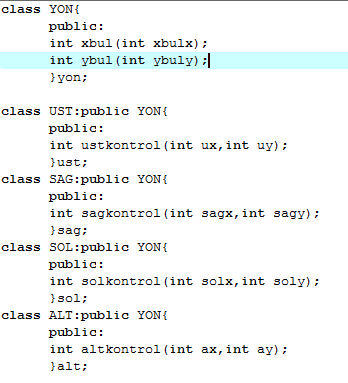 class YON{
public:
int xbul(int xbulx);
int ybul(int ybuly);
}yon;
class UST:public YON{
public:
int ustkontrol(int ux,int uy);
}ust;
class SAG:public YON{
public:
int sagkontrol(int sagx,int sagy);
}sag;
class SOL:public YON{
public:
int solkontrol(int solx,int soly);
}sol;
class ALT:public YON{
public:
int altkontrol(int ax,int ay);
}alt;